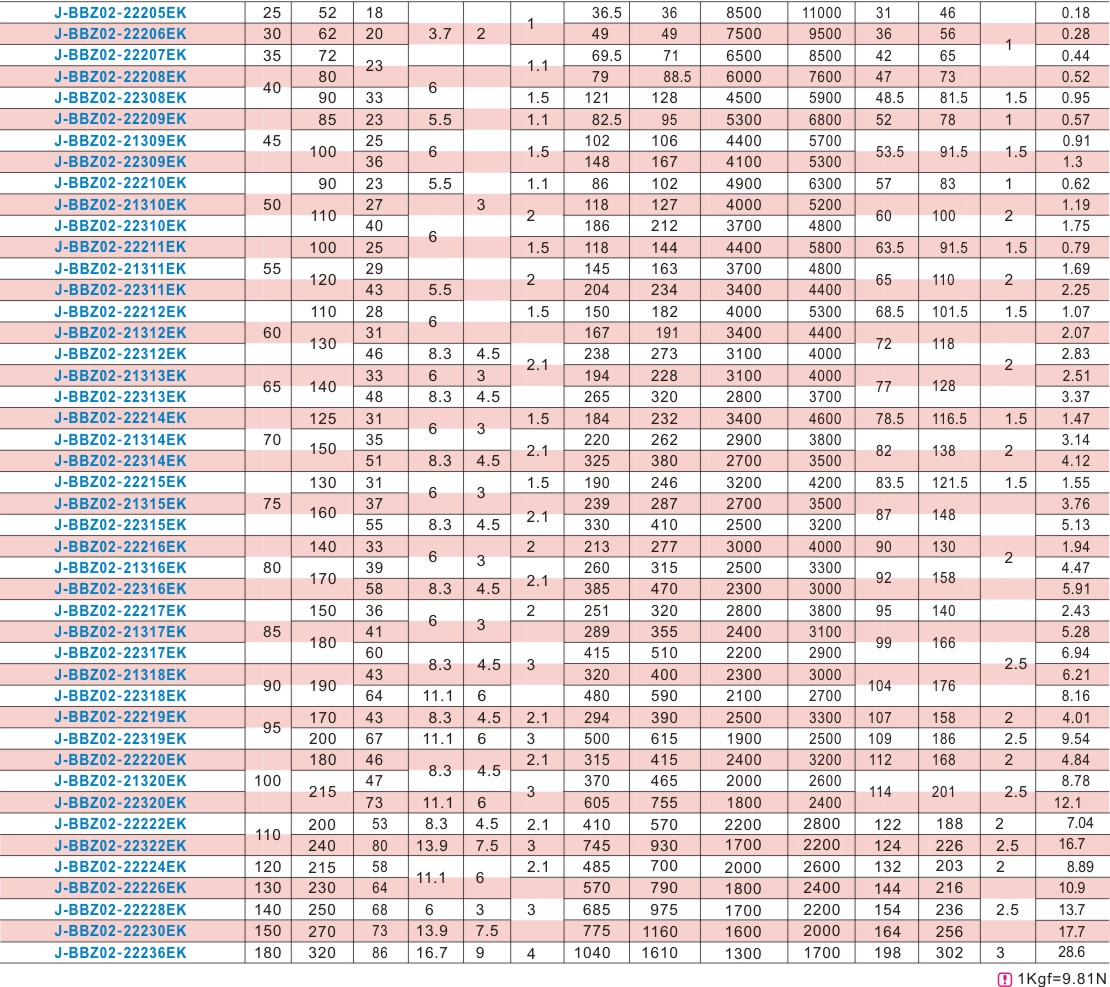 J-BBZ02-22205EK 25 52 18 1 36.5 36 8500 11000 31 46 0.18
J-BBZ02-22206EK 30 62 20 3.7 2 49 49 7500 9500 36 56 1 0.28
J-BBZ02-22207EK 35 72 23 1.1 69.5 71 6500 8500 42 65 0.44
J-BBZ02-22208EK 40 80 6 79 88.5 6000 7600 47 73 0.52
J-BBZ02-22308EK 90 33 1.5 121 128 4500 5900 48.5 81.5 1.5 0.95
J-BBZ02-22209EK 85 23 5.5 1.1 82.5 95 5300 6800 52 78 1 0.57
J-BBZ02-21309EK 45 100 25 6 1.5 102 106 4400 5700 53.5 91.5 1.5 0.91
J-BBZ02-22309EK 36 148 167 4100 5300 1.3
J-BBZ02-22210EK 90 23 5.5 1.1 86 102 4900 6300 57 83 1 0.62
J-BBZ02-21310EK 50 110 27 3 2 118 127 4000 5200 60 100 2 1.19
J-BBZ02-22310EK 40 6 186 212 3700 4800 1.75
J-BBZ02-22211EK 100 25 1.5 118 144 4400 5800 63.5 91.5 1.5 0.79
J-BBZ02-21311EK 55 120 29 2 145 163 3700 4800 65 110 2 1.69
J-BBZ02-22311EK 43 5.5 204 234 3400 4400 2.25
J-BBZ02-22212EK 110 28 6 1.5 150 182 4000 5300 68.5 101.5 1.5 1.07
J-BBZ02-21312EK 60 130 31 167 191 3400 4400 72 118 2.07
J-BBZ02-22312EK 46 8.3 4.5 2.1 238 273 3100 4000 2 2.83
J-BBZ02-21313EK 65 140 33 6 3 194 228 3100 4000 77 128 2.51
J-BBZ02-22313EK 48 8.3 4.5 265 320 2800 3700 3.37
J-BBZ02-22214EK 125 31 6 3 1.5 184 232 3400 4600 78.5 116.5 1.5 1.47
J-BBZ02-21314EK 70 150 35 2.1 220 262 2900 3800 82 138 2 3.14
J-BBZ02-22314EK 51 8.3 4.5 325 380 2700 3500 4.12
J-BBZ02-22215EK 130 31 6 3 1.5 190 246 3200 4200 83.5 121.5 1.5 1.55
J-BBZ02-21315EK 75 160 37 2.1 239 287 2700 3500 87 148 3.76
J-BBZ02-22315EK 55 8.3 4.5 330 410 2500 3200 5.13
J-BBZ02-22216EK 140 33 6 3 2 213 277 3000 4000 90 130 2 1.94
J-BBZ02-21316EK 80 170 39 2.1 260 315 2500 3300 92 158 4.47
J-BBZ02-22316EK 58 8.3 4.5 385 470 2300 3000 5.91
J-BBZ02-22217EK 150 36 6 3 2 251 320 2800 3800 95 140 2.43
J-BBZ02-21317EK 85 180 41 289 355 2400 3100 99 166 5.28
J-BBZ02-22317EK 60 8.3 4.5 3 415 510 2200 2900 2.5 6.94
J-BBZ02-21318EK 90 190 43 320 400 2300 3000 104 176 6.21
J-BBZ02-22318EK 64 11.1 6 480 590 2100 2700 8.16
J-BBZ02-22219EK 95 170 43 8.3 4.5 2.1 294 390 2500 3300 107 158 2 4.01
J-BBZ02-22319EK 200 67 11.1 6 3 500 615 1900 2500 109 186 2.5 9.54
J-BBZ02-22220EK 180 46 8.3 4.5 2.1 315 415 2400 3200 112 168 2 4.84
J-BBZ02-21320EK 100 215 47 3 370 465 2000 2600 114 201 2.5 8.78
J-BBZ02-22320EK 73 11.1 6 605 755 1800 2400 12.1
J-BBZ02-22222EK 110 200 53 8.3 4.5 2.1 410 570 2200 2800 122 188 2 7.04
J-BBZ02-22322EK 240 80 13.9 7.5 3 745 930 1700 2200 124 226 2.5 16.7
J-BBZ02-22224EK 120 215 58 11.1 6 2.1 485 700 2000 2600 132 203 2 8.89
J-BBZ02-22226EK 130 230 64 570 790 1800 2400 144 216 10.9
J-BBZ02-22228EK 140 250 68 6 3 3 685 975 1700 2200 154 236 2.5 13.7
J-BBZ02-22230EK 150 270 73 13.9 7.5 775 1160 1600 2000 164 256 17.7
J-BBZ02-22236EK 180 320 86 16.7 9 4 1040 1610 1300 1700 198 302 3 28.6
1Kgf=9.81N